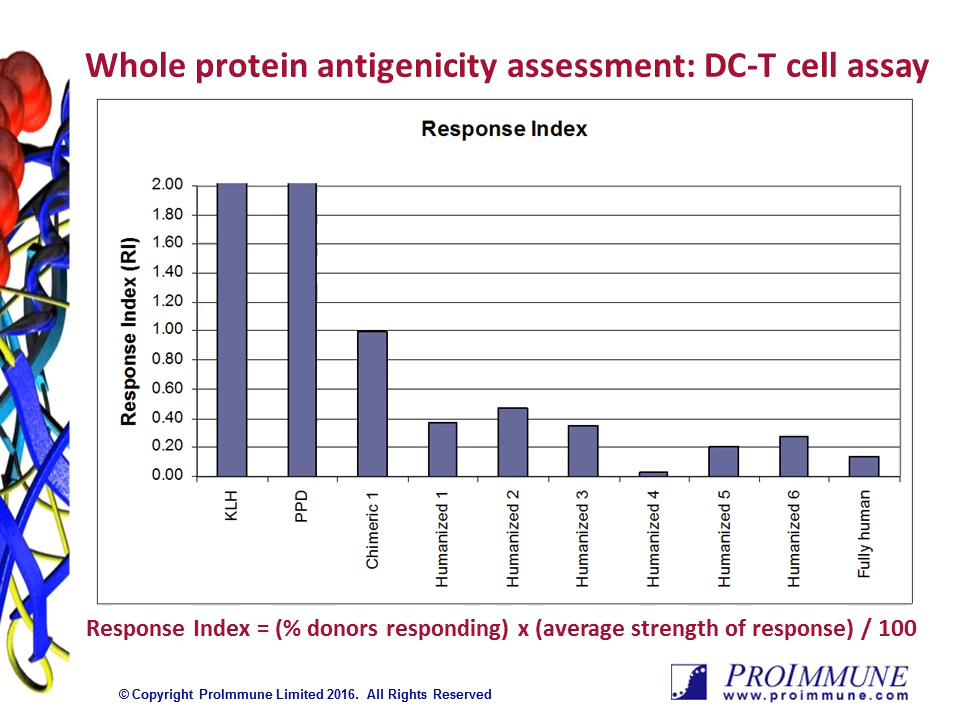 Whole protein antigenicity assessment: DC-T cell assay
Response Index
Response Index (RI)
2.00
1.80
1.60
1.40
1.20
1.00
0.80
0.60
0.40
0.20
0.00
KLH
PPD
Chimeric 1
Humanized 1
Humanized 2
Humanized 3
Humanized 4
Humanized 5
Humanized 6
Fully human
Response Index = (% donors responding) x (average strength of response) / 100
© Copyright ProImmune Limited 2016. All Rights Reserved
PROIMMUNE
www.proimmune.com